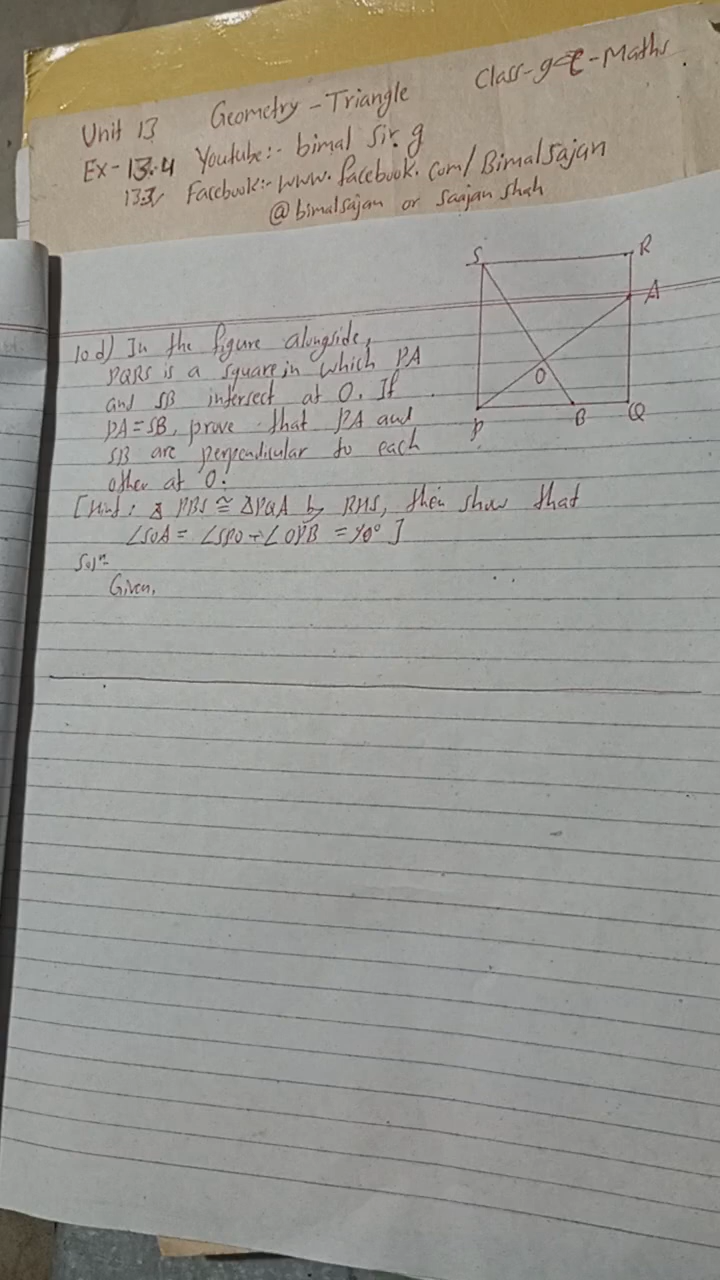 Unit 13 Geometry - Triangle Class-9 - Maths
Ex-13.4 Youtube:- bimal sir g
13.3 Facebook:- www.facebook.com/Bimalsajan
@bimalsajan or saajan shah
S R
A
O
P B Q
10 d) In the figure alongside,
PQRS is a square in which PA
and SB intersect at O. If
PA = SB, prove that PA and
SB are perpendicular to each
other at O.
[Hint: Δ PBS ≅ ΔPQA by RHS, then show that
∠SOA = ∠SPO + ∠OPB = 90° ]
Solⁿ
Given,